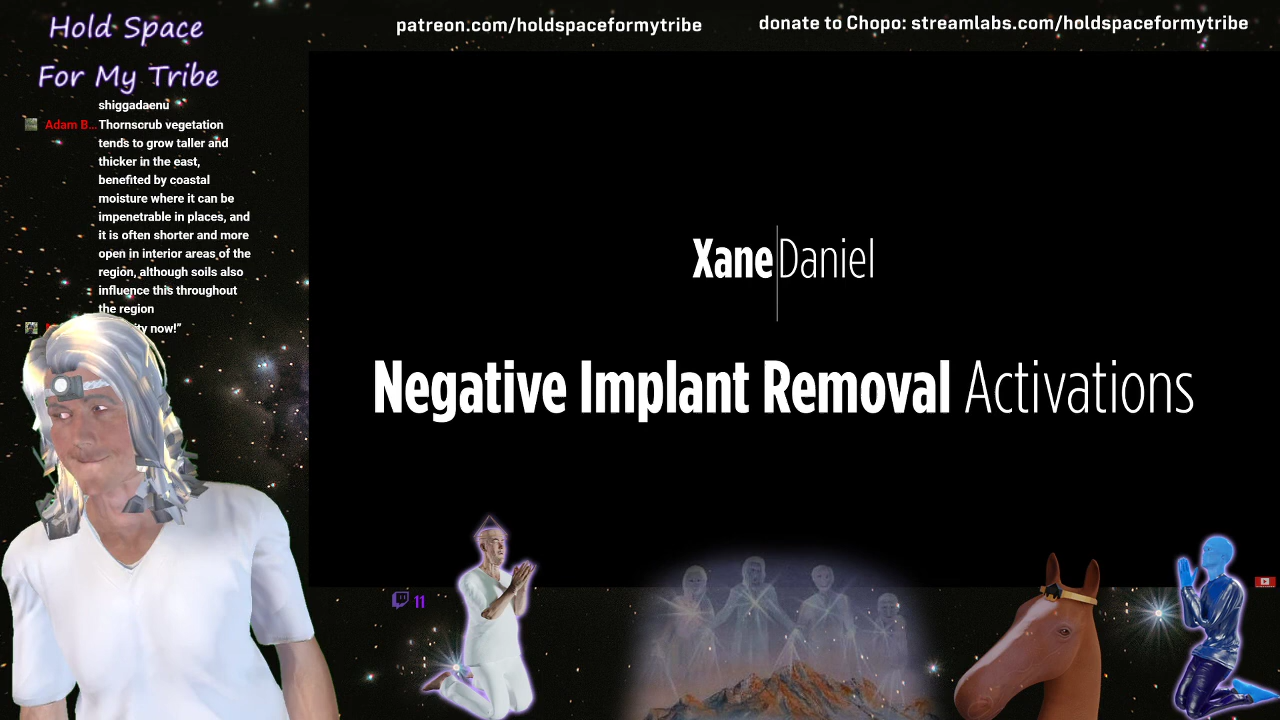 Hold Space
For My Tribe
patreon.com/holdspaceformytribe
donate to Chopo: streamlabs.com/holdspaceformytribe
shiggadaenu
Adam B... Thornscrub vegetation
tends to grow taller and
thicker in the east,
benefited by coastal
moisture where it can be
impenetrable in places, and
it is often shorter and more
open in interior areas of the
region, although soils also
influence this throughout
the region
now!”
Xane Daniel
Negative Implant Removal Activations
11